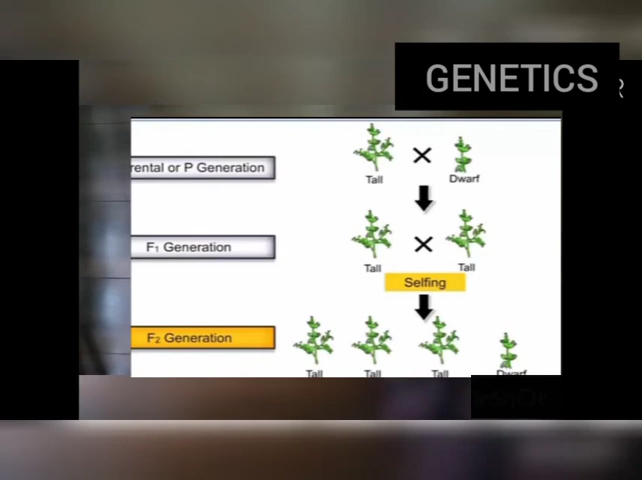 GENETICS
rental or P Generation
Tall
Dwarf
F₁ Generation
Tall
Tall
Selfing
F₂ Generation
Tall
Tall
Tall
Dwarf